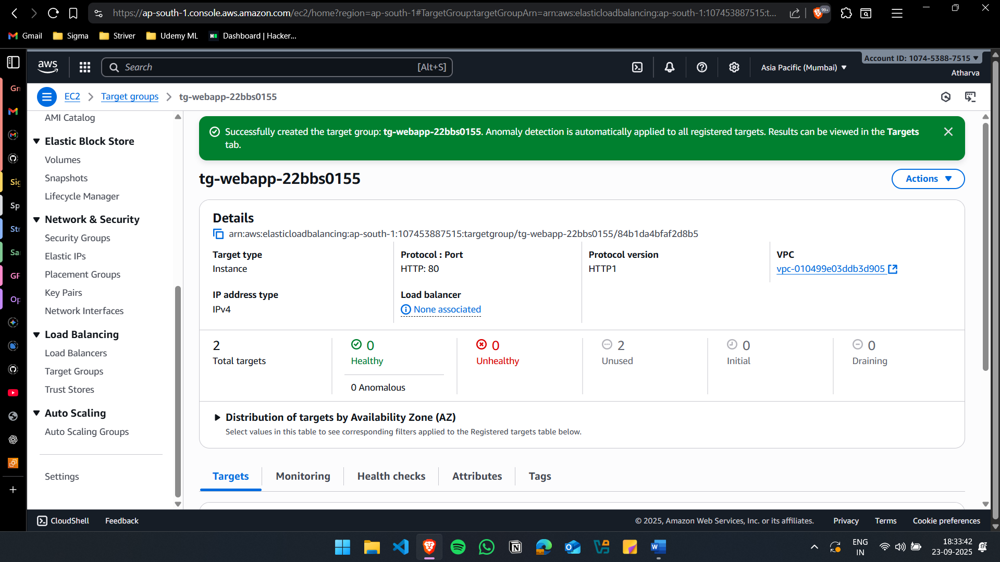 https://ap-south-1.console.aws.amazon.com/ec2/home?region=ap-south-1#TargetGroup:targetGroupArn=arn:aws:elasticloadbalancing:ap-south-1:107453887515:t...
99+
Gmail
Sigma
Striver
Udemy ML
Dashboard | Hacker...
aws
Search
[Alt+S]
Asia Pacific (Mumbai)
Account ID: 1074-5388-7515
Atharva
EC2
Target groups
tg-webapp-22bbs0155
Gr
Sig
Sp
Str
Sa
GF
Op
AMI Catalog
Elastic Block Store
Volumes
Snapshots
Lifecycle Manager
Network & Security
Security Groups
Elastic IPs
Placement Groups
Key Pairs
Network Interfaces
Load Balancing
Load Balancers
Target Groups
Trust Stores
Auto Scaling
Auto Scaling Groups
Settings
Successfully created the target group: tg-webapp-22bbs0155. Anomaly detection is automatically applied to all registered targets. Results can be viewed in the Targets
tab.
tg-webapp-22bbs0155
Actions
Details
arn:aws:elasticloadbalancing:ap-south-1:107453887515:targetgroup/tg-webapp-22bbs0155/84b1da4bfaf2d8b5
Target type
Instance
Protocol : Port
HTTP: 80
Protocol version
HTTP1
VPC
vpc-010499e03ddb3d905
IP address type
IPv4
Load balancer
None associated
2
Total targets
0
Healthy
0 Anomalous
0
Unhealthy
2
Unused
0
Initial
0
Draining
Distribution of targets by Availability Zone (AZ)
Select values in this table to see corresponding filters applied to the Registered targets table below.
Targets
Monitoring
Health checks
Attributes
Tags
CloudShell
Feedback
© 2025, Amazon Web Services, Inc. or its affiliates.
Privacy
Terms
Cookie preferences
ENG
IN
18:33:42
23-09-2025